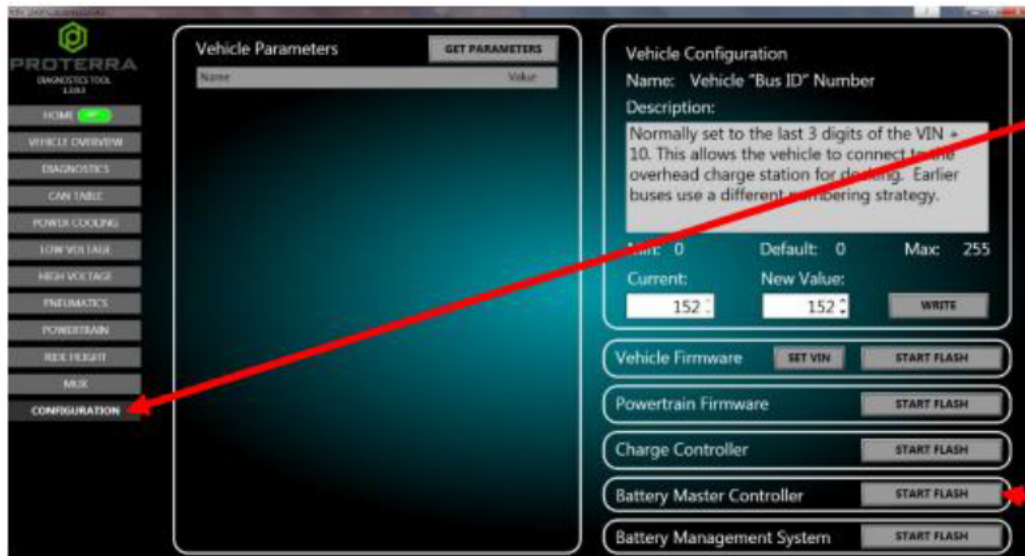 PROTERRA
DIAGNOSTICS TOOL
HOME
VEHICLE OVERVIEW
DIAGNOSTICS
CAN TABLE
POWER COOLING
LOW VOLTAGE
HIGH VOLTAGE
PNEUMATICS
POWERTRAIN
RIDE HEIGHT
MUX
CONFIGURATION
Vehicle Parameters
GET PARAMETERS
Name Value
Vehicle Configuration
Name: Vehicle "Bus ID" Number
Description:
Normally set to the last 3 digits of the VIN +
10. This allows the vehicle to connect to the
overhead charge station for docking. Earlier
buses use a different numbering
strategy.
Min: 0 Default: 0 Max: 255
Current: New Value:
152 152 WRITE
Vehicle Firmware SET VIN START FLASH
Powertrain Firmware START FLASH
Charge Controller START FLASH
Battery Master Controller START FLASH
Battery Management System START FLASH